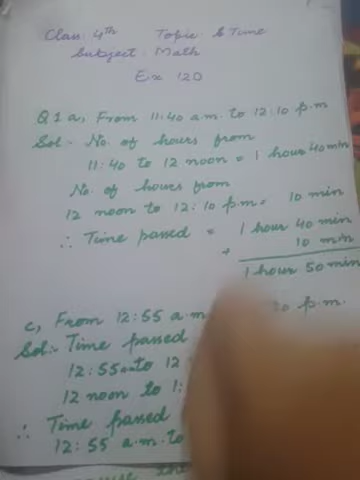 Class 4th Topic 6 Time
Subject: Math
Ex 120
Q1 a, From 11:40 a.m. to 12:10 p.m
Sol:- No. of hours from
11:40 to 12 noon = 1 hour 40 min
No. of hours from
12 noon to 12:10 p.m = 10 min
∴ Time passed = 1 hour 40 min
+ 10 min
1 hour 50 min
c, From 12:55 a.m. p.m.
Sol:- Time passed
12:55 to 12
12 noon to 1:
∴ Time passed
12:55 a.m. to
the